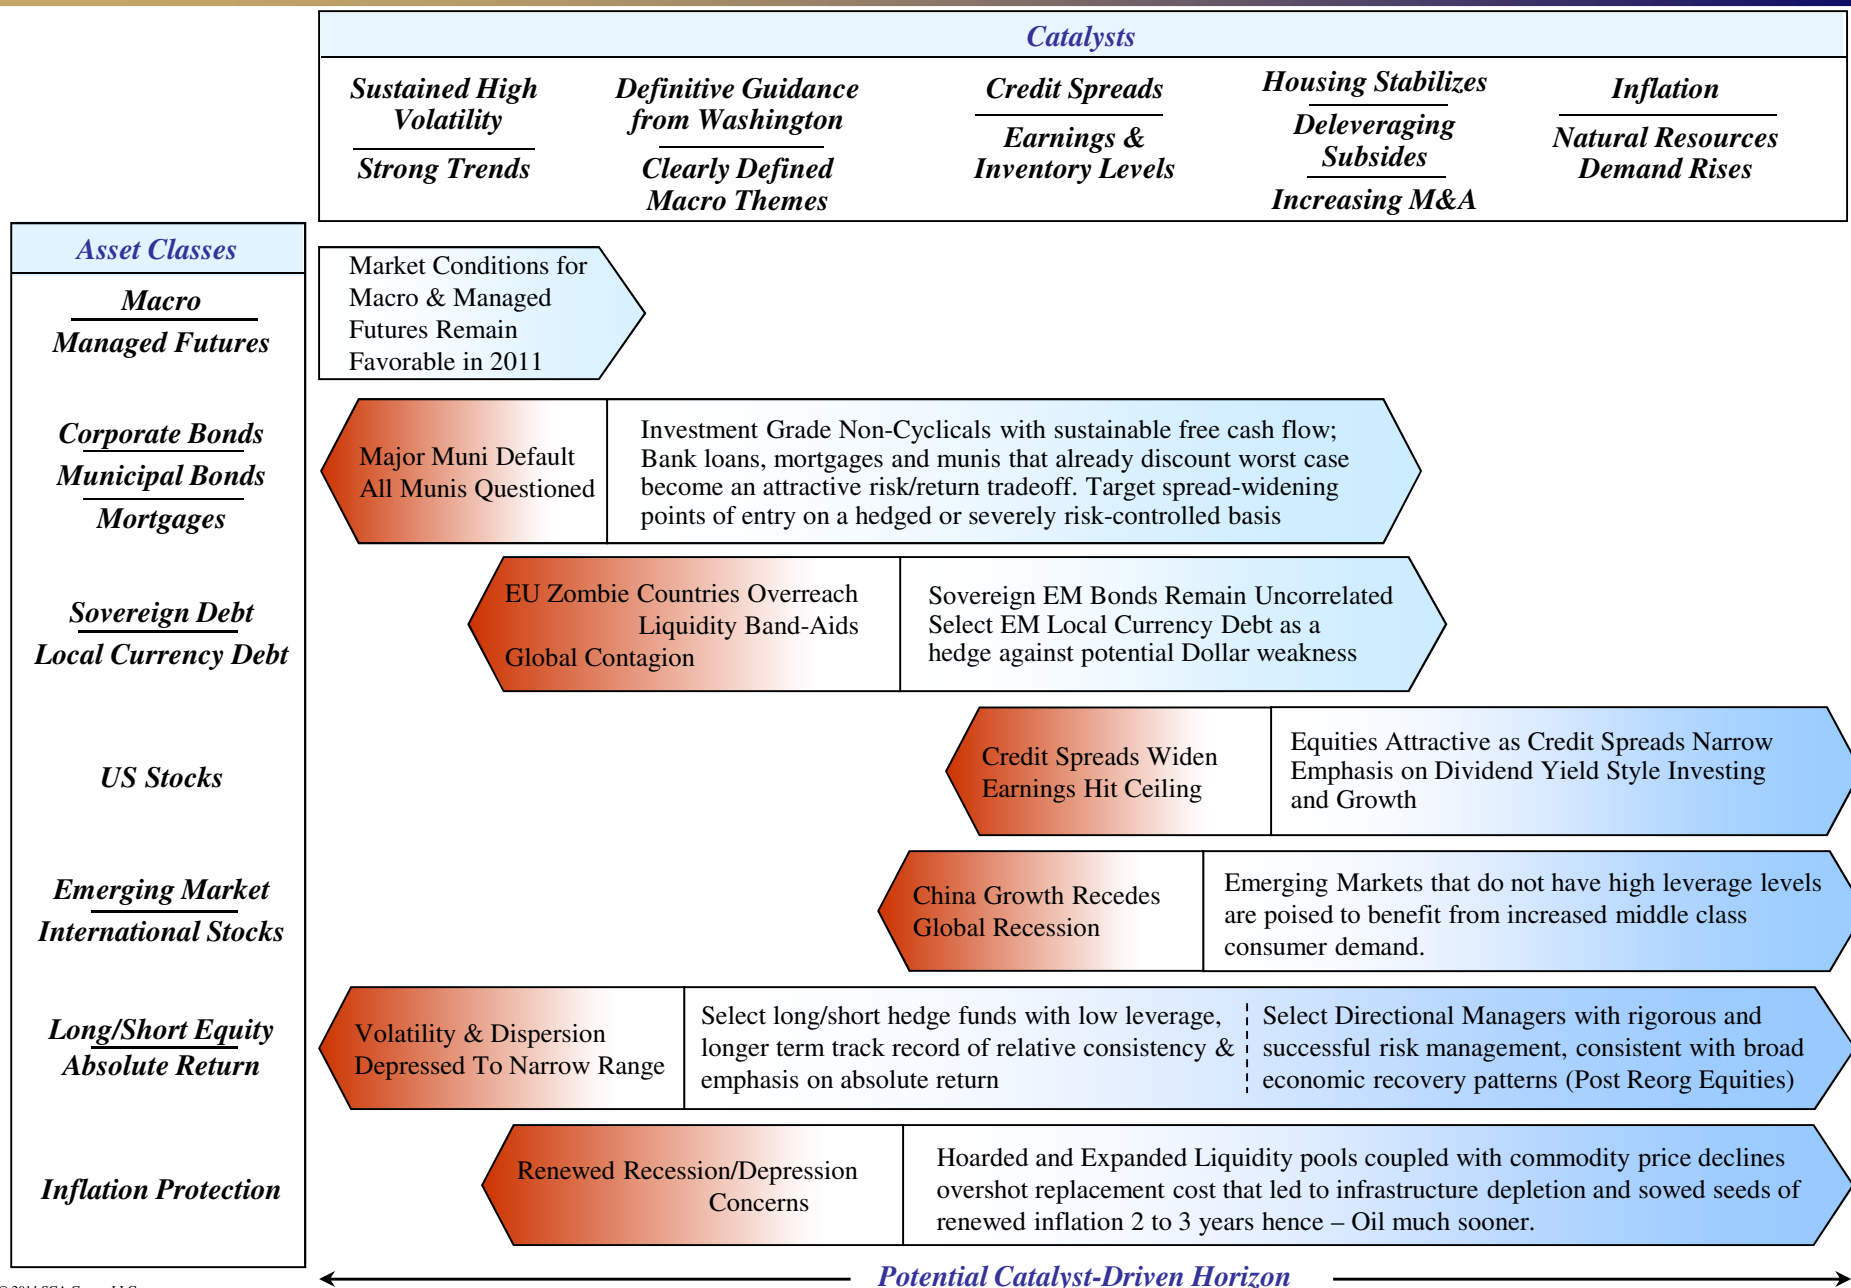 Catalysts
Sustained High
Volatility
Strong Trends
Definitive Guidance
from Washington
Clearly Defined
Macro Themes
Credit Spreads
Earnings &
Inventory Levels
Housing Stabilizes
Deleveraging
Subsides
Increasing M&A
Inflation
Natural Resources
Demand Rises
Asset Classes
Macro
Managed Futures
Market Conditions for
Macro & Managed
Futures Remain
Favorable in 2011
Corporate Bonds
Municipal Bonds
Mortgages
Major Muni Default
All Munis Questioned
Investment Grade Non-Cyclicals with sustainable free cash flow;
Bank loans, mortgages and munis that already discount worst case
become an attractive risk/return tradeoff. Target spread-widening
points of entry on a hedged or severely risk-controlled basis
Sovereign Debt
Local Currency Debt
EU Zombie Countries Overreach
Liquidity Band-Aids
Global Contagion
Sovereign EM Bonds Remain Uncorrelated
Select EM Local Currency Debt as a
hedge against potential Dollar weakness
US Stocks
Credit Spreads Widen
Earnings Hit Ceiling
Equities Attractive as Credit Spreads Narrow
Emphasis on Dividend Yield Style Investing
and Growth
Emerging Market
International Stocks
China Growth Recedes
Global Recession
Emerging Markets that do not have high leverage levels
are poised to benefit from increased middle class
consumer demand.
Long/Short Equity
Absolute Return
Volatility & Dispersion
Depressed To Narrow Range
Select long/short hedge funds with low leverage,
longer term track record of relative consistency &
emphasis on absolute return
Select Directional Managers with rigorous and
successful risk management, consistent with broad
economic recovery patterns (Post Reorg Equities)
Inflation Protection
Renewed Recession/Depression
Concerns
Hoarded and Expanded Liquidity pools coupled with commodity price declines
overshot replacement cost that led to infrastructure depletion and sowed seeds of
renewed inflation 2 to 3 years hence – Oil much sooner.
Potential Catalyst-Driven Horizon